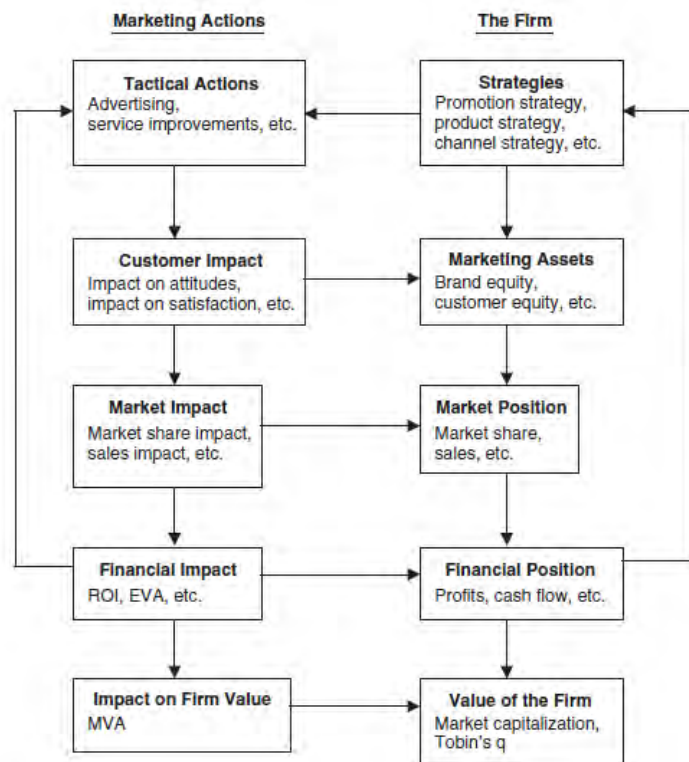 Marketing Actions
The Firm
Tactical Actions
Advertising,
service improvements, etc.
Strategies
Promotion strategy,
product strategy,
channel strategy, etc.
Customer Impact
Impact on attitudes,
impact on satisfaction, etc.
Marketing Assets
Brand equity,
customer equity, etc.
Market Impact
Market share impact,
sales impact, etc.
Market Position
Market share,
sales, etc.
Financial Impact
ROI, EVA, etc.
Financial Position
Profits, cash flow, etc.
Impact on Firm Value
MVA
Value of the Firm
Market capitalization,
Tobin's q